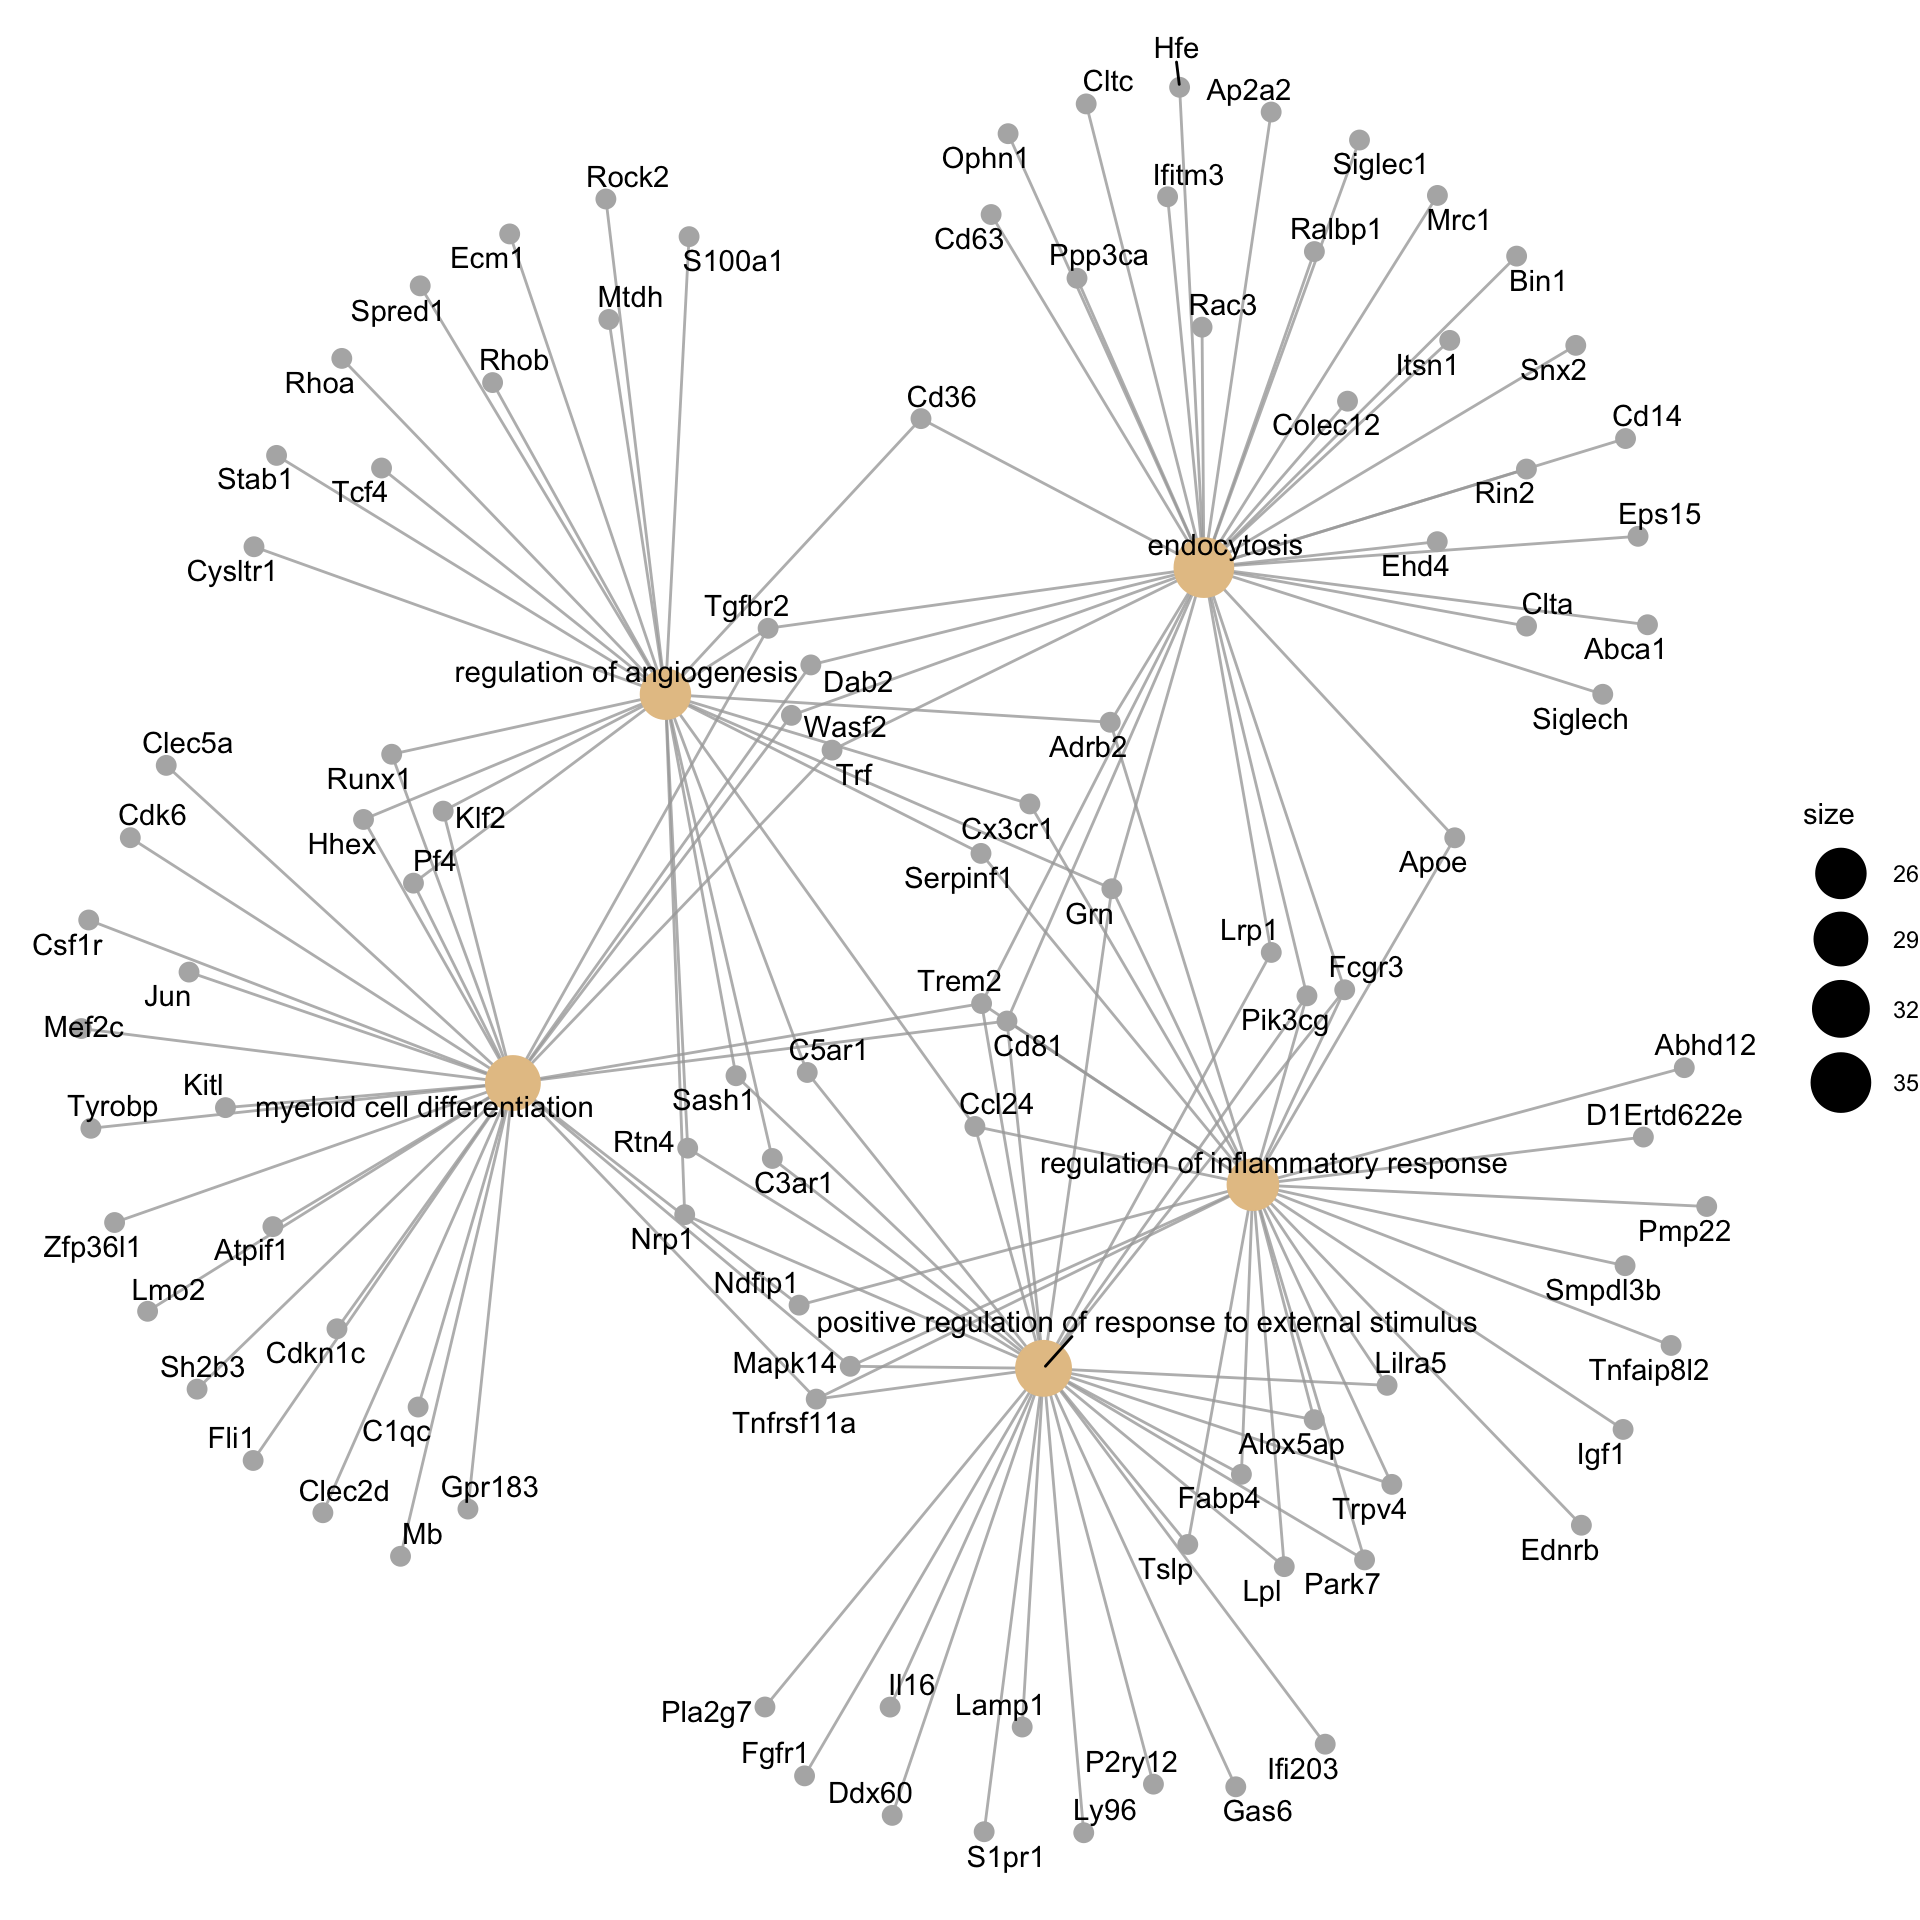 Hfe
Cltc
Ap2a2
Ophn1
Siglec1
Ifitm3
Rock2
Mrc1
Ralbp1
Cd63
Ppp3ca
Ecm1
S100a1
Bin1
Mtdh
Rac3
Spred1
Rhob
Itsn1
Snx2
Rhoa
Cd36
Cd14
Colec12
Stab1
Tcf4
Rin2
Eps15
endocytosis
Ehd4
Cysltr1
Tgfbr2
Clta
Abca1
regulation of angiogenesis
Dab2
Siglech
Wasf2
Clec5a
Adrb2
Trf
Runx1
Cdk6
Klf2
size
Cx3cr1
Hhex
Pf4
Apoe
26
Serpinf1
Grn
Lrp1
29
Csf1r
Fcgr3
Trem2
Jun
32
Pik3cg
Mef2c
Cd81
Abhd12
C5ar1
Kitl
35
Sash1
Ccl24
Tyrobp
myeloid cell differentiation
D1Ertd622e
Rtn4
regulation of inflammatory response
C3ar1
Pmp22
Nrp1
Zfp36l1
Atpif1
Ndfip1
Lmo2
Smpdl3b
positive regulation of response to external stimulus
Cdkn1c
Sh2b3
Mapk14
Lilra5
Tnfaip8l2
Tnfrsf11a
C1qc
Fli1
Alox5ap
Igf1
Clec2d
Gpr183
Fabp4
Trpv4
Mb
Ednrb
Tslp
Lpl
Park7
Il16
Pla2g7
Lamp1
Fgfr1
P2ry12
Ifi203
Ddx60
Ly96
Gas6
S1pr1